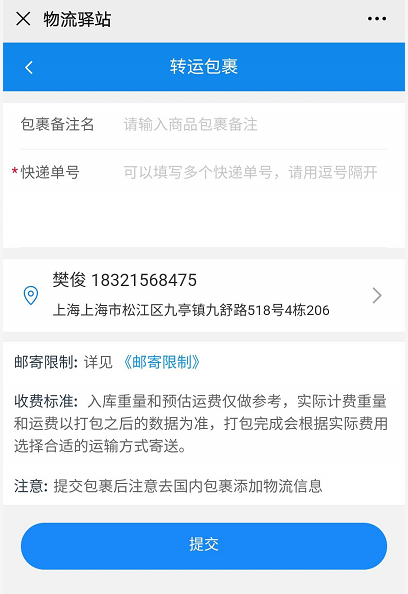 物流驿站
转运包裹
包裹备注名 请输入商品包裹备注
*快递单号 可以填写多个快递单号，请用逗号隔开
樊俊 18321568475
上海上海市松江区九亭镇九舒路518号4栋206
邮寄限制: 详见 《邮寄限制》
收费标准: 入库重量和预估运费仅做参考，实际计费重量
和运费以打包之后的数据为准，打包完成会根据实际费用
选择合适的运输方式寄送。
注意: 提交包裹后注意去国内包裹添加物流信息
提交